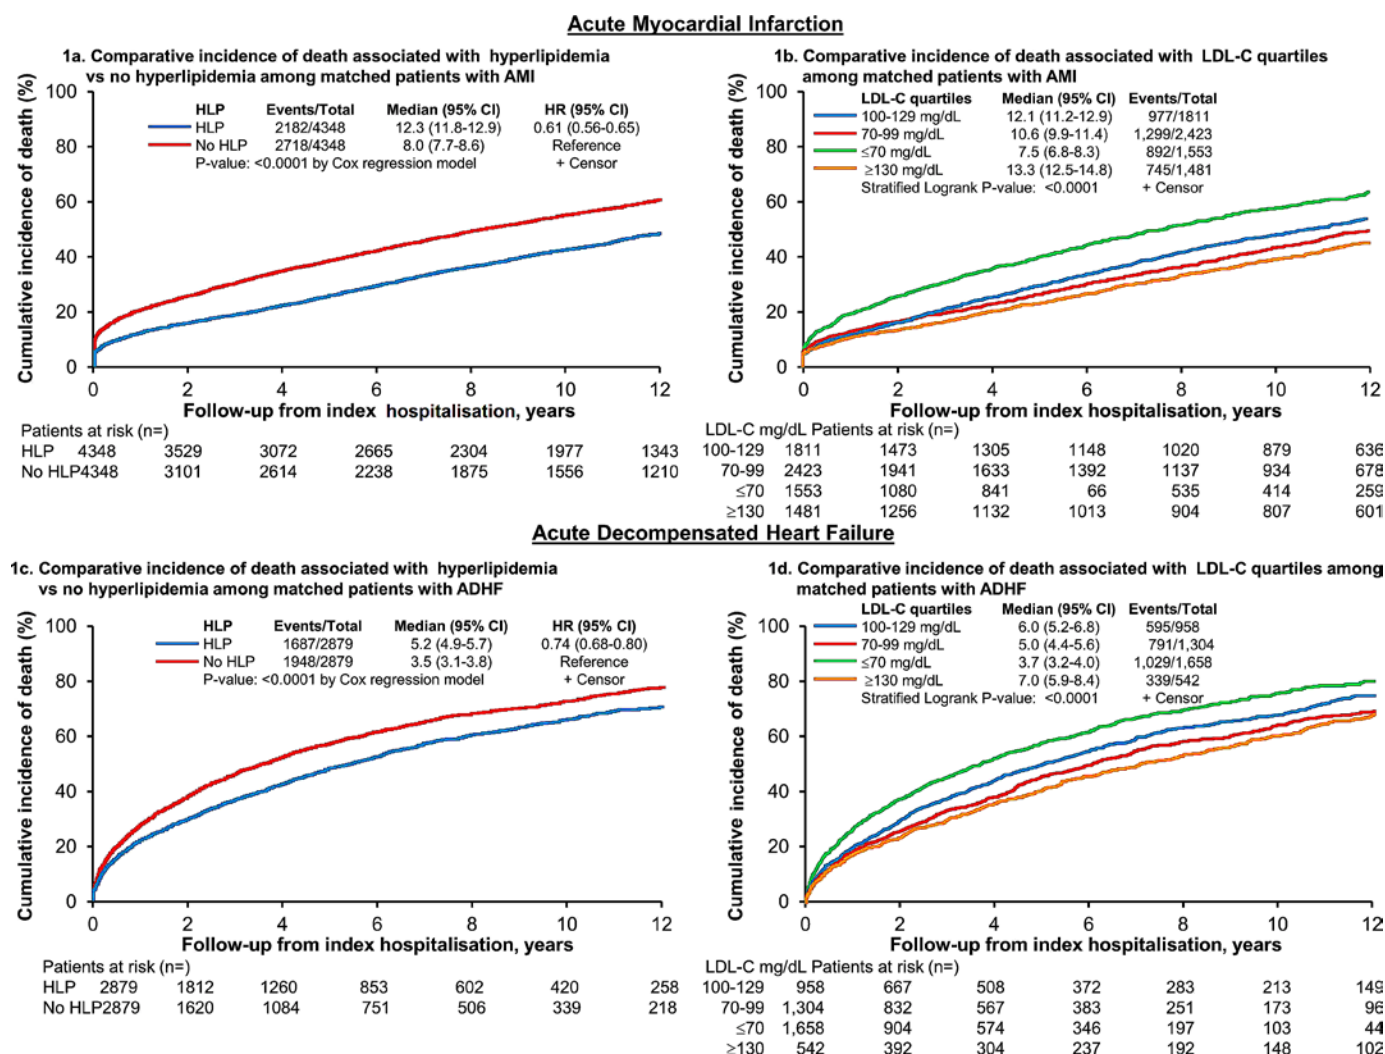 Acute Myocardial Infarction
1a. Comparative incidence of death associated with hyperlipidemia
vs no hyperlipidemia among matched patients with AMI
Cumulative incidence of death (%)
100
80
60
40
20
0
HLP Events/Total Median (95% CI) HR (95% CI)
HLP 2182/4348 12.3 (11.8-12.9) 0.61 (0.56-0.65)
No HLP 2718/4348 8.0 (7.7-8.6) Reference
P-value: <0.0001 by Cox regression model + Censor
0 2 4 6 8 10 12
Follow-up from index hospitalisation, years
Patients at risk (n=)
HLP 4348 3529 3072 2665 2304 1977 1343
No HLP4348 3101 2614 2238 1875 1556 1210
1b. Comparative incidence of death associated with LDL-C quartiles
among matched patients with AMI
Cumulative incidence of death (%)
100
80
60
40
20
0
LDL-C quartiles Median (95% CI) Events/Total
100-129 mg/dL 12.1 (11.2-12.9) 977/1811
70-99 mg/dL 10.6 (9.9-11.4) 1,299/2,423
≤70 mg/dL 7.5 (6.8-8.3) 892/1,553
≥130 mg/dL 13.3 (12.5-14.8) 745/1,481
Stratified Logrank P-value: <0.0001 + Censor
0 2 4 6 8 10 12
Follow-up from index hospitalisation, years
LDL-C mg/dL Patients at risk (n=)
100-129 1811 1473 1305 1148 1020 879 636
70-99 2423 1941 1633 1392 1137 934 678
≤70 1553 1080 841 66 535 414 259
≥130 1481 1256 1132 1013 904 807 601
Acute Decompensated Heart Failure
1c. Comparative incidence of death associated with hyperlipidemia
vs no hyperlipidemia among matched patients with ADHF
Cumulative incidence of death (%)
100
80
60
40
20
0
HLP Events/Total Median (95% CI) HR (95% CI)
HLP 1687/2879 5.2 (4.9-5.7) 0.74 (0.68-0.80)
No HLP 1948/2879 3.5 (3.1-3.8) Reference
P-value: <0.0001 by Cox regression model + Censor
0 2 4 6 8 10 12
Follow-up from index hospitalisation, years
Patients at risk (n=)
HLP 2879 1812 1260 853 602 420 258
No HLP2879 1620 1084 751 506 339 218
1d. Comparative incidence of death associated with LDL-C quartiles among
matched patients with ADHF
Cumulative incidence of death (%)
100
80
60
40
20
0
LDL-C quartiles Median (95% CI) Events/Total
100-129 mg/dL 6.0 (5.2-6.8) 595/958
70-99 mg/dL 5.0 (4.4-5.6) 791/1,304
≤70 mg/dL 3.7 (3.2-4.0) 1,029/1,658
≥130 mg/dL 7.0 (5.9-8.4) 339/542
Stratified Logrank P-value: <0.0001 + Censor
0 2 4 6 8 10 12
Follow-up from index hospitalisation, years
LDL-C mg/dL Patients at risk (n=)
100-129 958 667 508 372 283 213 149
70-99 1,304 832 567 383 251 173 96
≤70 1,658 904 574 346 197 103 44
≥130 542 392 304 237 192 148 102